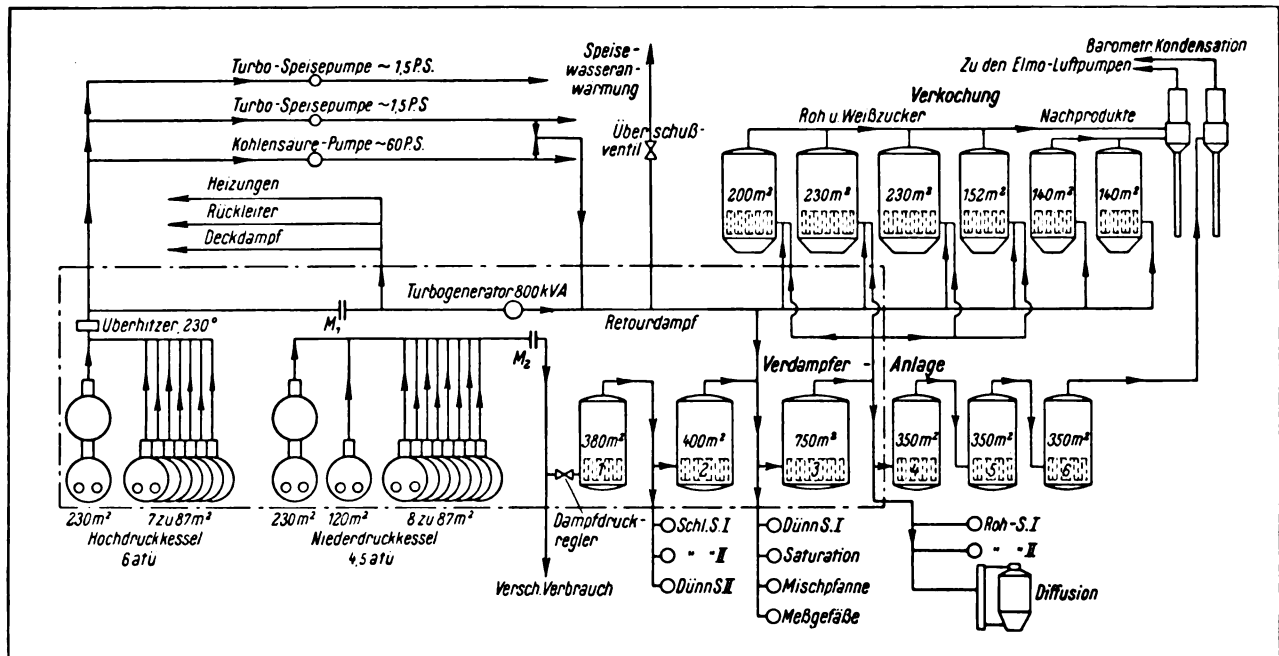 Turbo-Speisepumpe ~ 1,5 P.S.
Turbo-Speisepumpe ~1,5 P.S
Kohlensäure-Pumpe ~60 P.S.
Heizungen
Rückleiter
Deckdampf
Speise-
wasseran-
wärmung
Überschuß-
ventil
Barometr. Kondensation
Zu den Elmo-Luftpumpen
Verkochung
Roh u. Weißzucker
Nachprodukte
200m²
230m²
230m²
152m²
140m²
140m²
Überhitzer, 230°
M₁
Turbogenerator 800 kVA
Retourdampf
M₂
Verdampfer - Anlage
380m²
1
400m²
2
750m²
3
350m²
4
350m²
5
350m²
6
230m²
7 zu 87m²
Hochdruckkessel
6 atü
230m²
120m²
8 zu 87m²
Niederdruckkessel
4,5 atü
Dampfdruck-
regler
Versch. Verbrauch
Schl. S. I
" " II
Dünn S II
Dünn S. I
Saturation
Mischpfanne
Meßgefäße
Roh-S. I
" " II
Diffusion